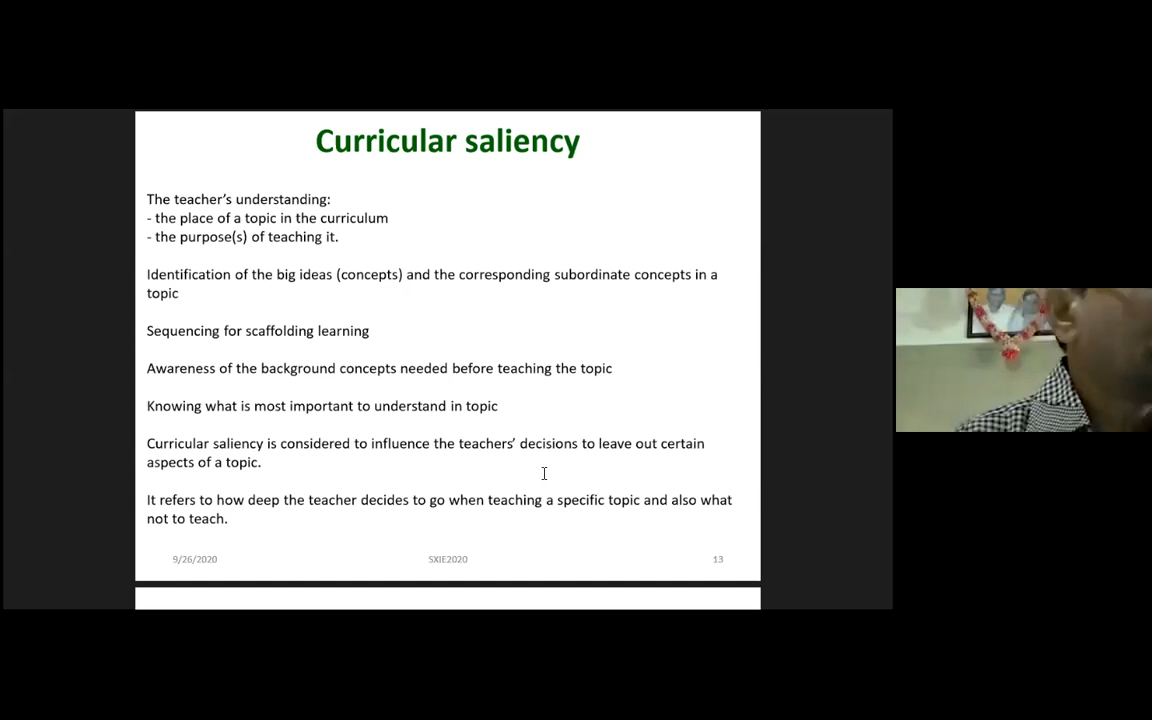 Curricular saliency
The teacher's understanding:
- the place of a topic in the curriculum
- the purpose(s) of teaching it.
Identification of the big ideas (concepts) and the corresponding subordinate concepts in a
topic
Sequencing for scaffolding learning
Awareness of the background concepts needed before teaching the topic
Knowing what is most important to understand in topic
Curricular saliency is considered to influence the teachers' decisions to leave out certain
aspects of a topic.
It refers to how deep the teacher decides to go when teaching a specific topic and also what
not to teach.
9/26/2020 SXIE2020 13